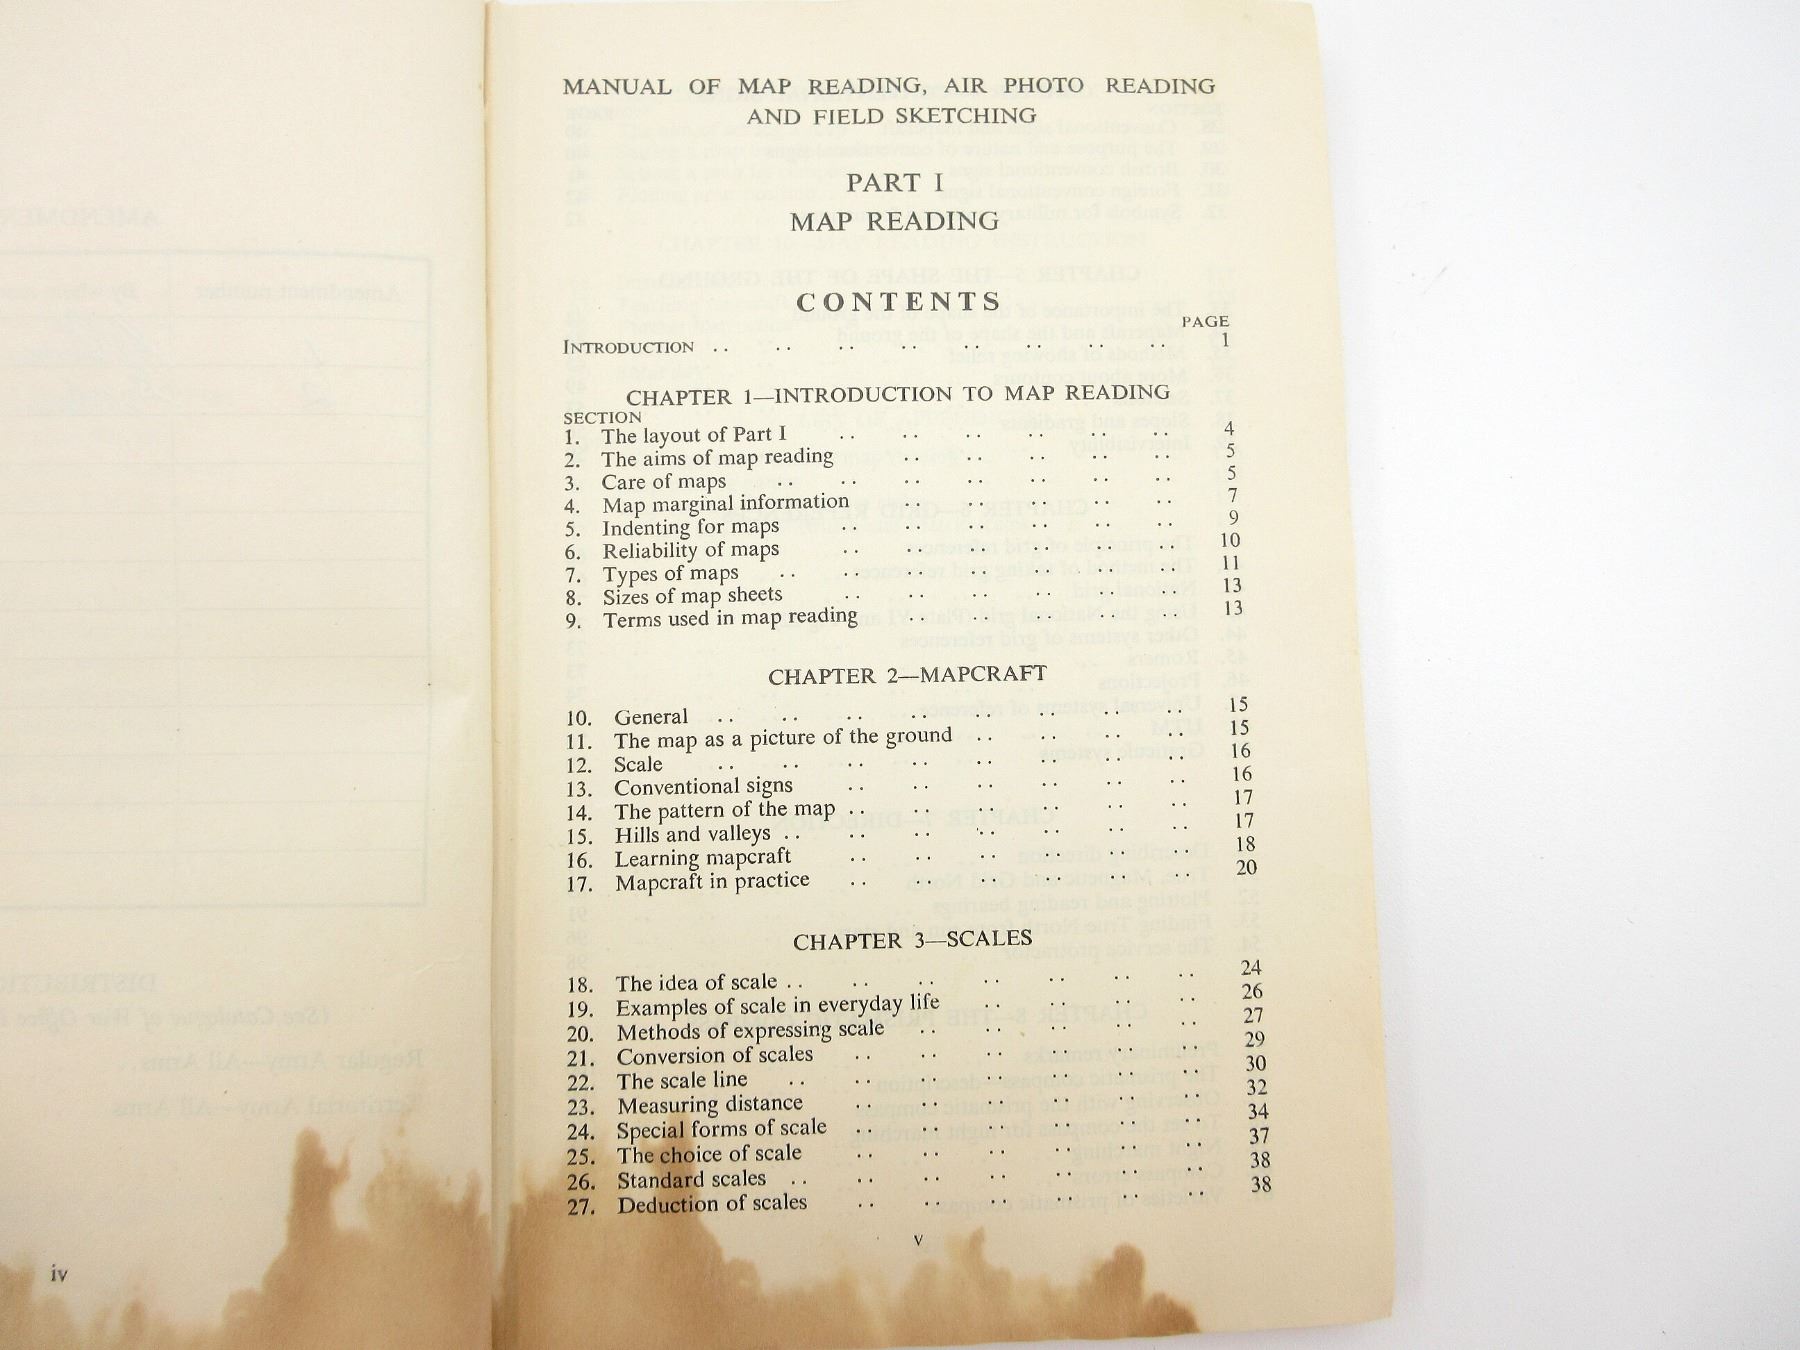 MANUAL OF MAP READING, AIR PHOTO READING
AND FIELD SKETCHING
PART I
MAP READING
CONTENTS
PAGE
INTRODUCTION .. .. .. .. .. .. .. .. 1
CHAPTER 1—INTRODUCTION TO MAP READING
SECTION
1. The layout of Part I .. .. .. .. .. .. 4
2. The aims of map reading .. .. .. .. .. 5
3. Care of maps .. .. .. .. .. .. .. 5
4. Map marginal information .. .. .. .. .. 7
5. Indenting for maps .. .. .. .. .. .. 9
6. Reliability of maps .. .. .. .. .. .. 10
7. Types of maps .. .. .. .. .. .. .. 11
8. Sizes of map sheets .. .. .. .. .. .. 13
9. Terms used in map reading .. .. .. .. .. 13
CHAPTER 2—MAPCRAFT
10. General .. .. .. .. .. .. .. .. 15
11. The map as a picture of the ground .. .. .. .. 15
12. Scale .. .. .. .. .. .. .. .. 16
13. Conventional signs .. .. .. .. .. .. 16
14. The pattern of the map .. .. .. .. .. .. 17
15. Hills and valleys .. .. .. .. .. .. .. 17
16. Learning mapcraft .. .. .. .. .. .. 18
17. Mapcraft in practice .. .. .. .. .. .. 20
CHAPTER 3—SCALES
18. The idea of scale .. .. .. .. .. .. .. 24
19. Examples of scale in everyday life .. .. .. .. 26
20. Methods of expressing scale .. .. .. .. .. 27
21. Conversion of scales .. .. .. .. .. .. 29
22. The scale line .. .. .. .. .. .. .. 30
23. Measuring distance .. .. .. .. .. .. 32
24. Special forms of scale .. .. .. .. .. .. 34
25. The choice of scale .. .. .. .. .. .. 37
26. Standard scales .. .. .. .. .. .. .. 38
27. Deduction of scales .. .. .. .. .. .. 38
v
iv